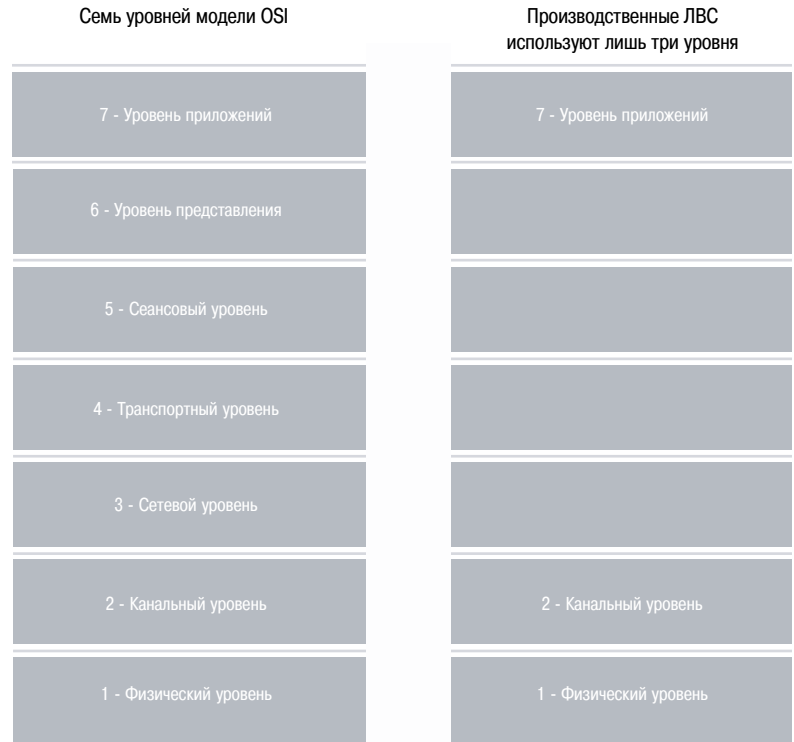 Семь уровней модели OSI
Производственные ЛВС
используют лишь три уровня
7 - Уровень приложений
7 - Уровень приложений
6 - Уровень представления
5 - Сеансовый уровень
4 - Транспортный уровень
3 - Сетевой уровень
2 - Канальный уровень
2 - Канальный уровень
1 - Физический уровень
1 - Физический уровень